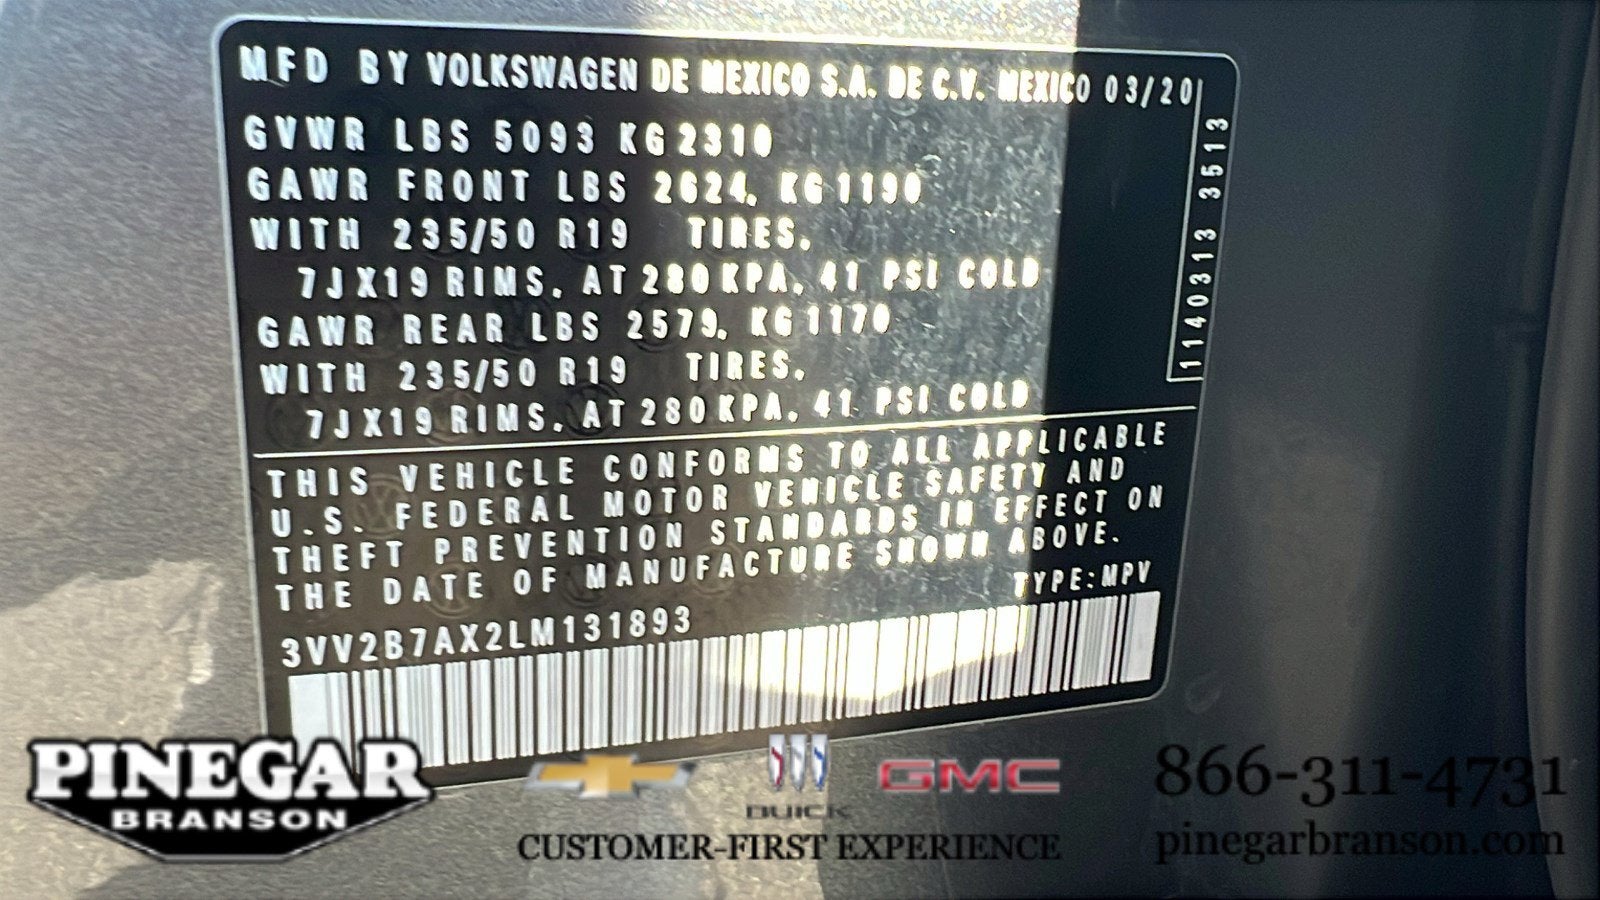 MFD BY VOLKSWAGEN DE MEXICO S.A. DE C.V. MEXICO 03/20
GVWR LBS 5093 KG 2310
GAWR FRONT LBS 2624, KG 1190
WITH 235/50 R19 TIRES,
7JX19 RIMS, AT 280 KPA, 41 PSI COLD
GAWR REAR LBS 2579, KG 1170
WITH 235/50 R19 TIRES,
7JX19 RIMS, AT 280 KPA, 41 PSI COLD
1140313 3513
THIS VEHICLE CONFORMS TO ALL APPLICABLE
U.S. FEDERAL MOTOR VEHICLE SAFETY AND
THEFT PREVENTION STANDARDS IN EFFECT ON
THE DATE OF MANUFACTURE SHOWN ABOVE.
TYPE:MPV
3VV2B7AX2LM131893
PINEGAR
BRANSON
BUICK
GMC
CUSTOMER-FIRST EXPERIENCE
866-311-4731
pinegarbranson.com